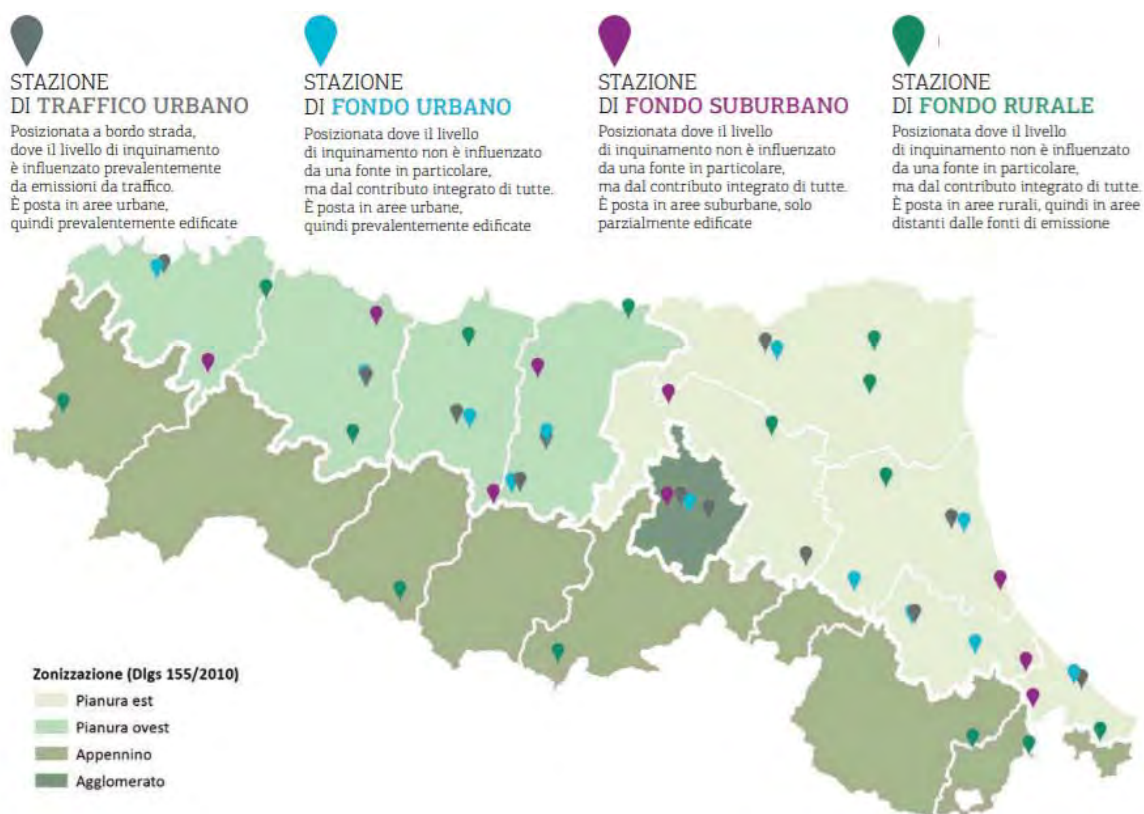 STAZIONE
DI TRAFFICO URBANO
Posizionata a bordo strada,
dove il livello di inquinamento
è influenzato prevalentemente
da emissioni da traffico.
È posta in aree urbane,
quindi prevalentemente edificate
STAZIONE
DI FONDO URBANO
Posizionata dove il livello
di inquinamento non è influenzato
da una fonte in particolare,
ma dal contributo integrato di tutte.
È posta in aree urbane,
quindi prevalentemente edificate
STAZIONE
DI FONDO SUBURBANO
Posizionata dove il livello
di inquinamento non è influenzato
da una fonte in particolare,
ma dal contributo integrato di tutte.
È posta in aree suburbane, solo
parzialmente edificate
STAZIONE
DI FONDO RURALE
Posizionata dove il livello
di inquinamento non è influenzato
da una fonte in particolare,
ma dal contributo integrato di tutte.
È posta in aree rurali, quindi in aree
distanti dalle fonti di emissione
Zonizzazione (Dlgs 155/2010)
Pianura est
Pianura ovest
Appennino
Agglomerato